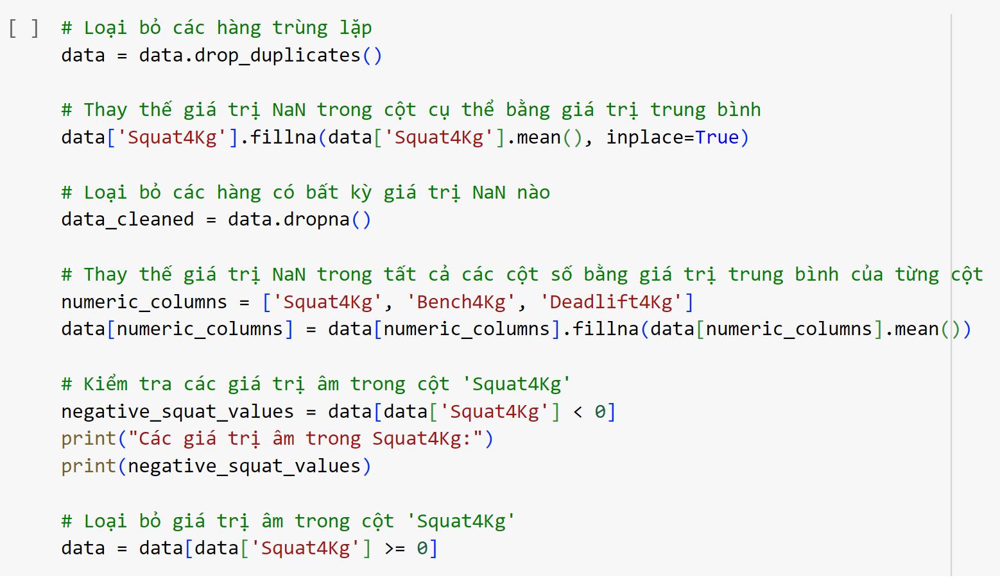 [ ] # Loại bỏ các hàng trùng lặp
data = data.drop_duplicates()
# Thay thế giá trị NaN trong cột cụ thể bằng giá trị trung bình
data['Squat4Kg'].fillna(data['Squat4Kg'].mean(), inplace=True)
# Loại bỏ các hàng có bất kỳ giá trị NaN nào
data_cleaned = data.dropna()
# Thay thế giá trị NaN trong tất cả các cột số bằng giá trị trung bình của từng cột
numeric_columns = ['Squat4Kg', 'Bench4Kg', 'Deadlift4Kg']
data[numeric_columns] = data[numeric_columns].fillna(data[numeric_columns].mean())
# Kiểm tra các giá trị âm trong cột 'Squat4Kg'
negative_squat_values = data[data['Squat4Kg'] < 0]
print("Các giá trị âm trong Squat4Kg:")
print(negative_squat_values)
# Loại bỏ giá trị âm trong cột 'Squat4Kg'
data = data[data['Squat4Kg'] >= 0]